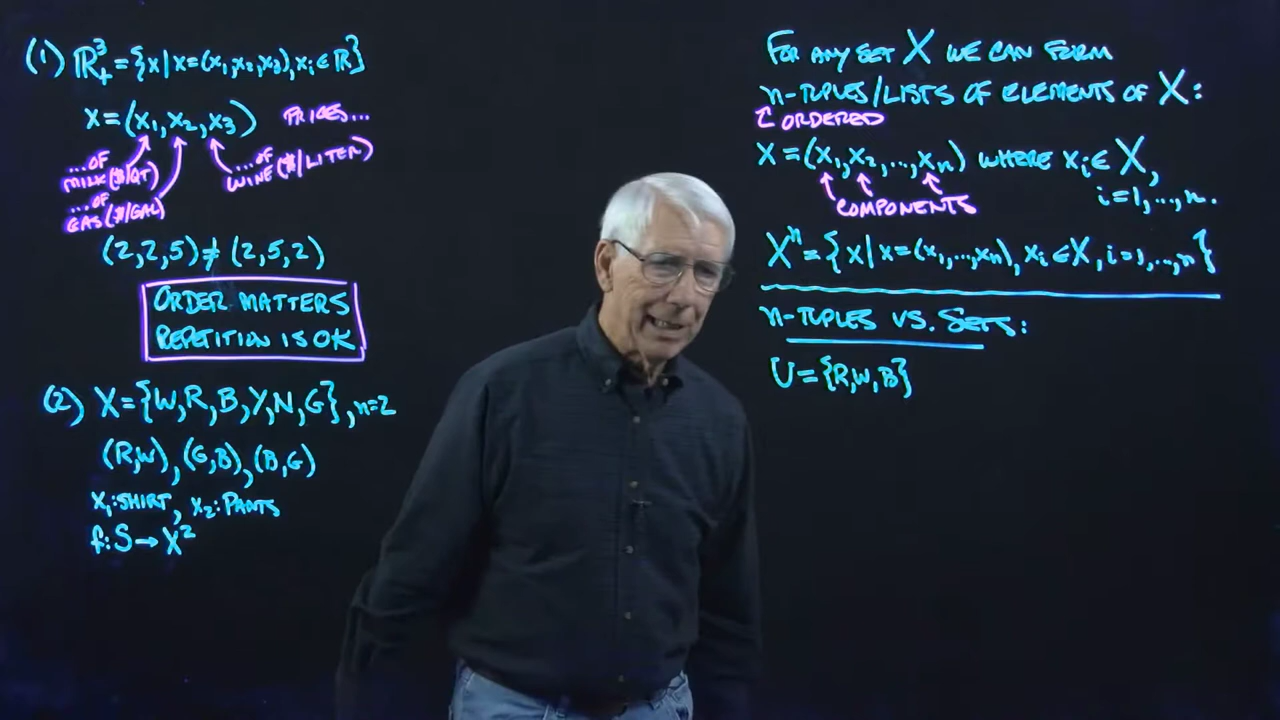 (1) ℝ³₊ = {x | x = (x₁, x₂, x₃), xᵢ ∈ ℝ}
x = (x₁, x₂, x₃) PRICES...
...OF MILK ($/QT)
...OF GAS ($/GAL)
...OF WINE ($/LITER)
(2,2,5) ≠ (2,5,2)
ORDER MATTERS
REPETITION IS OK
(2) X = {W, R, B, Y, N, G}, n=2
(R,W), (G,B), (B,G)
x₁: SHIRT, x₂: PANTS
f: S → X²
FOR ANY SET X WE CAN FORM
n-TUPLES/LISTS OF ELEMENTS OF X:
↑ ORDERED
x = (x₁, x₂, ..., xₙ) WHERE xᵢ ∈ X,
i=1,...,n.
COMPONENTS
Xⁿ = {x | x = (x₁,...,xₙ), xᵢ ∈ X, i=1,...,n}
n-TUPLES VS. SETS:
U = {R,W,B}